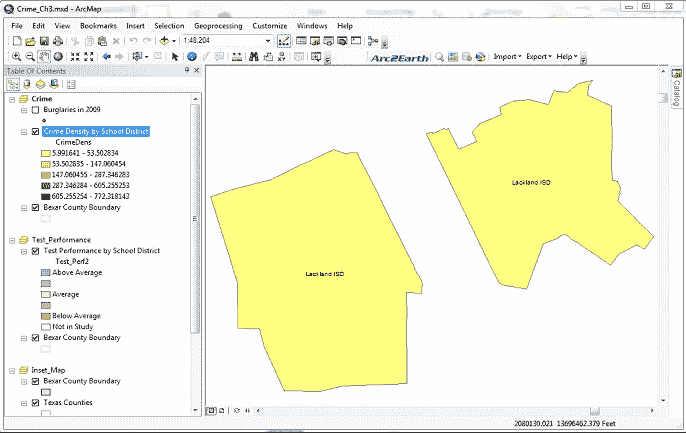 Crime_Ch3.mxd - ArcMap
File Edit View Bookmarks Insert Selection Geoprocessing Customize Windows Help
1:48,204
Arc2Earth Import Export Help
Table Of Contents
Catalog
Crime
Burglaries in 2009
Crime Density by School District
CrimeDens
5.991641 - 53.502834
53.502835 - 147.060454
147.060455 - 287.346283
287.346284 - 605.255253
605.255254 - 772.318143
Bexar County Boundary
Test_Performance
Test Performance by School District
Test_Perf2
Above Average
Average
Below Average
Not in Study
Bexar County Boundary
Inset_Map
Bexar County Boundary
Texas Counties
Lackland ISD
Lackland ISD
2080130.021 13696462.379 Feet